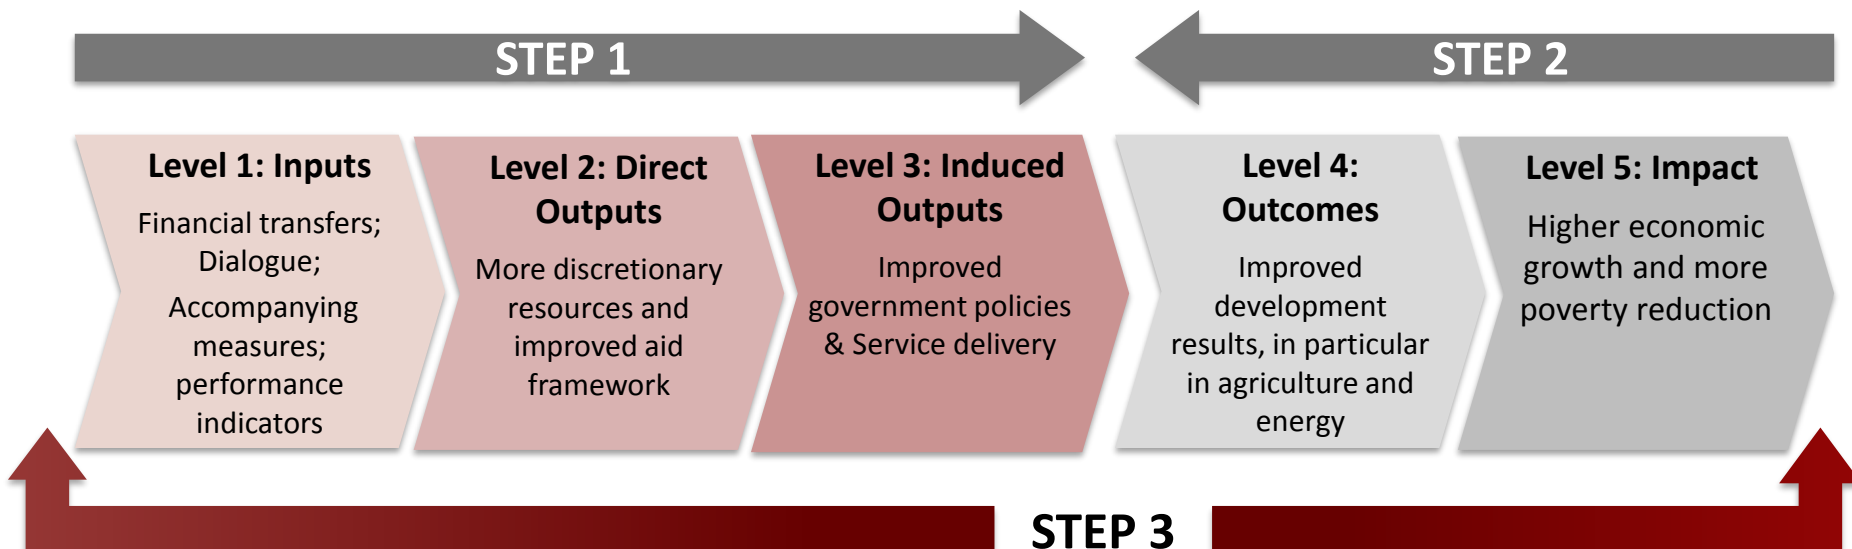 STEP 1
STEP 2
Level 1: Inputs
Financial transfers;
Dialogue;
Accompanying
measures;
performance
indicators
Level 2: Direct
Outputs
More discretionary
resources and
improved aid
framework
Level 3: Induced
Outputs
Improved
government policies
& Service delivery
Level 4:
Outcomes
Improved
development
results, in particular
in agriculture and
energy
Level 5: Impact
Higher economic
growth and more
poverty reduction
STEP 3